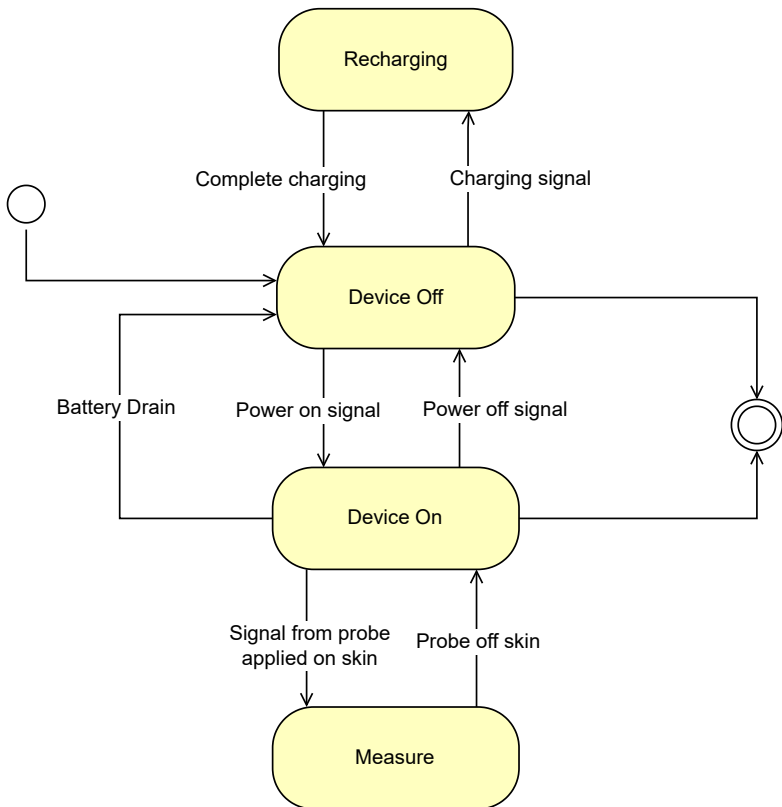 Recharging
Complete charging
Charging signal
Device Off
Battery Drain
Power on signal
Power off signal
Device On
Signal from probe
applied on skin
Probe off skin
Measure